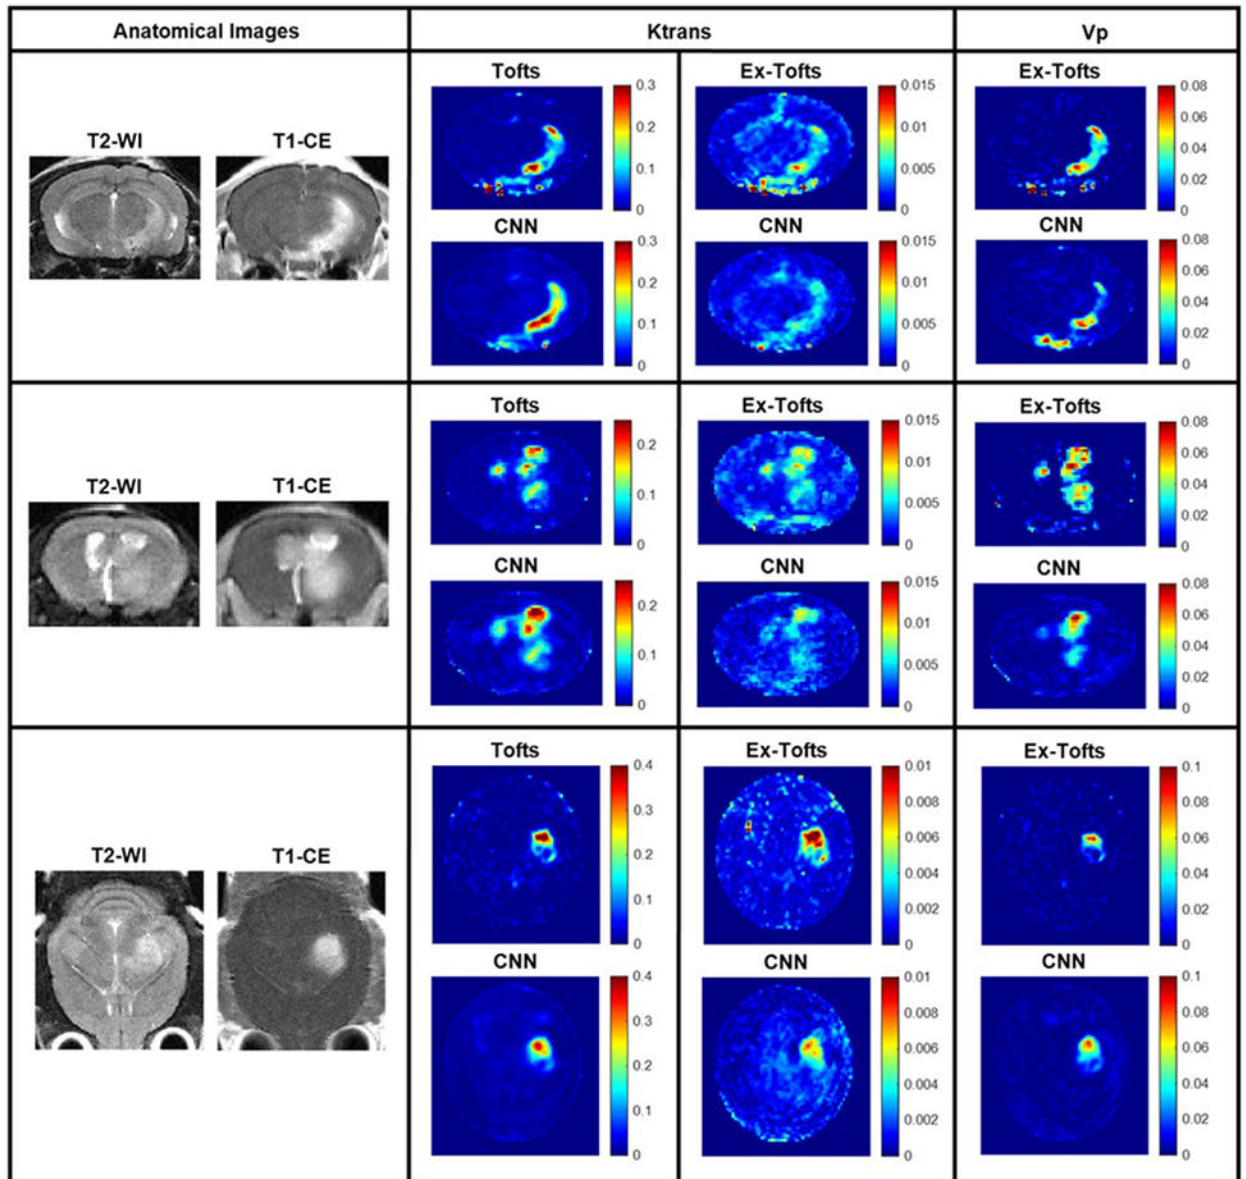 Anatomical Images Ktrans Vp
Tofts Ex-Tofts Ex-Tofts
T2-WI T1-CE
0.3 0.015 0.08
0.2 0.01 0.06
0.04
0.1 0.005 0.02
0 0 0
CNN CNN CNN
0.3 0.015 0.08
0.2 0.01 0.06
0.04
0.1 0.005 0.02
0 0 0
Tofts Ex-Tofts Ex-Tofts
T2-WI T1-CE
0.015 0.08
0.2 0.01 0.06
0.1 0.005 0.04
0.02
0 0 0
CNN CNN CNN
0.015 0.08
0.2 0.01 0.06
0.1 0.005 0.04
0.02
0 0 0
Tofts Ex-Tofts Ex-Tofts
T2-WI T1-CE
0.4 0.01 0.1
0.3 0.008 0.08
0.2 0.006 0.06
0.004 0.04
0.1 0.002 0.02
0 0 0
CNN CNN CNN
0.4 0.01 0.1
0.3 0.008 0.08
0.2 0.006 0.06
0.004 0.04
0.1 0.002 0.02
0 0 0